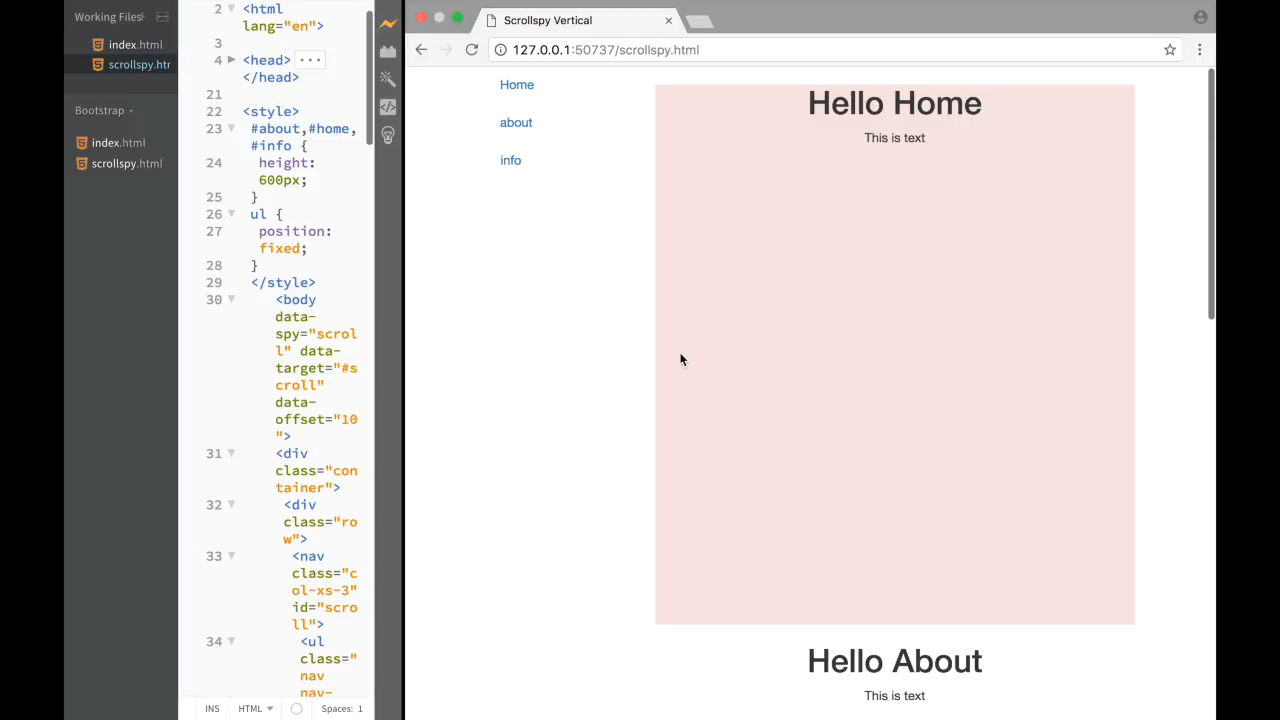 Working Files
index.html
scrollspy.htr
Bootstrap
index.html
scrollspy.html
2 <html
lang="en">
3
4 <head> ...
</head>
21
22 <style>
23 #about,#home,
#info {
24 height:
600px;
25 }
26 ul {
27 position:
fixed;
28 }
29 </style>
30 <body
data-
spy="scrol
l" data-
target="#s
croll"
data-
offset="10
">
31 <div
class="con
tainer">
32 <div
class="ro
w">
33 <nav
class="c
ol-xs-3"
id="scro
ll">
34 <ul
class="
nav
nav-
INS HTML Spaces: 1
Scrollspy Vertical
127.0.0.1:50737/scrollspy.html
Home
about
info
Hello Home
This is text
Hello About
This is text